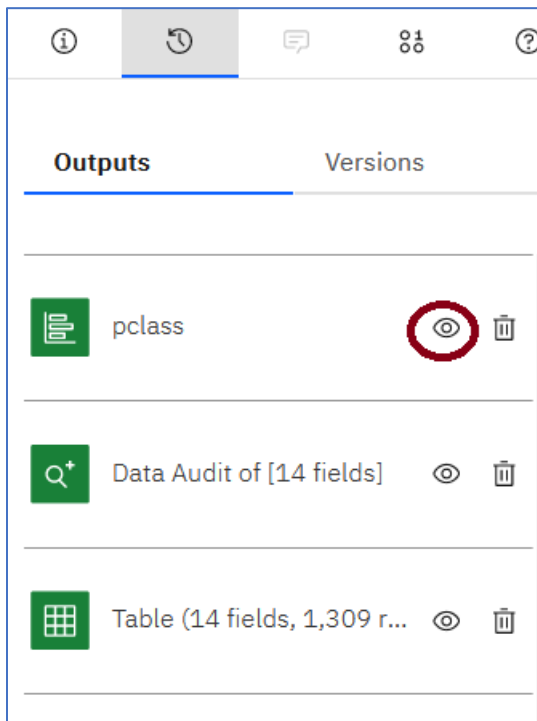 Outputs
Versions
pclass
Data Audit of [14 fields]
Table (14 fields, 1,309 r...